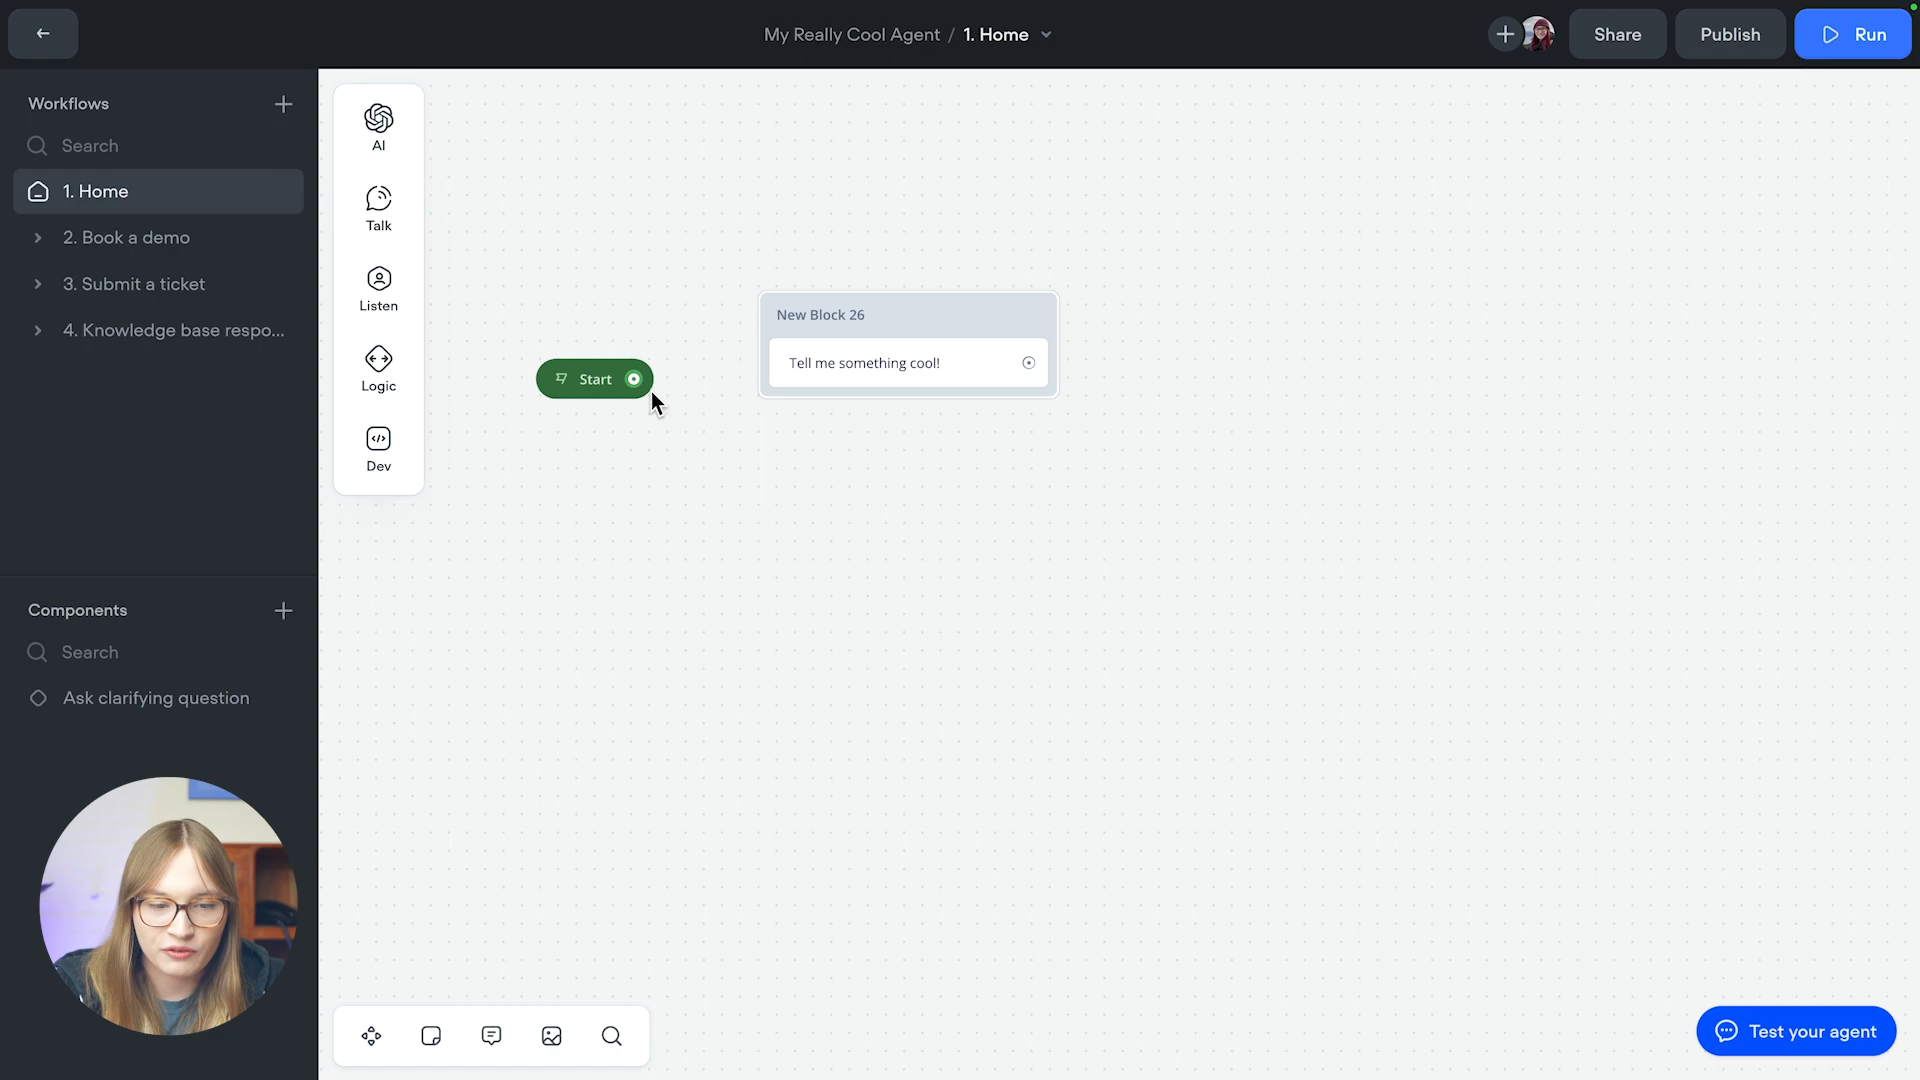 My Really Cool Agent / 1. Home
Share
Publish
Run
Workflows
Search
1. Home
2. Book a demo
3. Submit a ticket
4. Knowledge base respo...
Components
Search
Ask clarifying question
AI
Talk
Listen
Logic
Dev
Start
New Block 26
Tell me something cool!
Test your agent